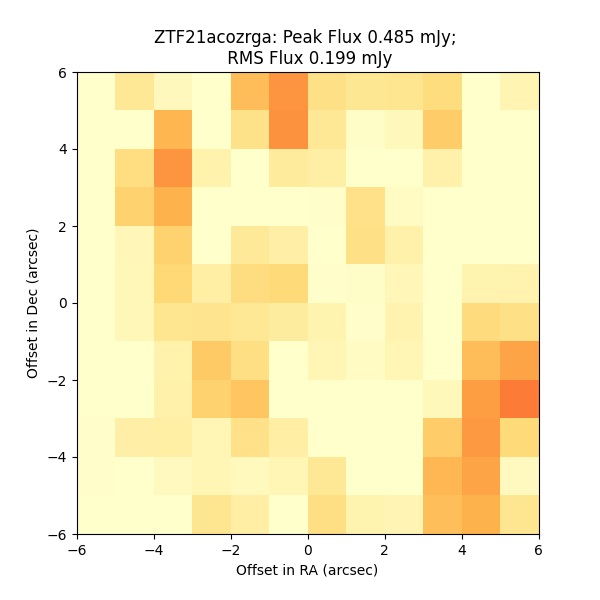 ZTF21acozrga: Peak Flux 0.485 mJy;
RMS Flux 0.199 mJy
6
4
2
0
−2
−4
−6
Offset in Dec (arcsec)
−6 −4 −2 0 2 4 6
Offset in RA (arcsec)